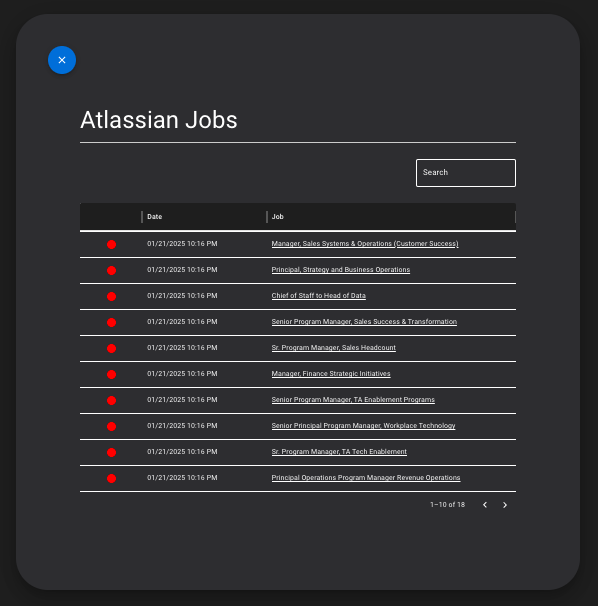 Atlassian Jobs
Search
Date Job
01/21/2025 10:16 PM Manager, Sales Systems & Operations (Customer Success)
01/21/2025 10:16 PM Principal, Strategy and Business Operations
01/21/2025 10:16 PM Chief of Staff to Head of Data
01/21/2025 10:16 PM Senior Program Manager, Sales Success & Transformation
01/21/2025 10:16 PM Sr. Program Manager, Sales Headcount
01/21/2025 10:16 PM Manager, Finance Strategic Initiatives
01/21/2025 10:16 PM Senior Program Manager, TA Enablement Programs
01/21/2025 10:16 PM Senior Principal Program Manager, Workplace Technology
01/21/2025 10:16 PM Sr. Program Manager, TA Tech Enablement
01/21/2025 10:16 PM Principal Operations Program Manager Revenue Operations
1–10 of 18